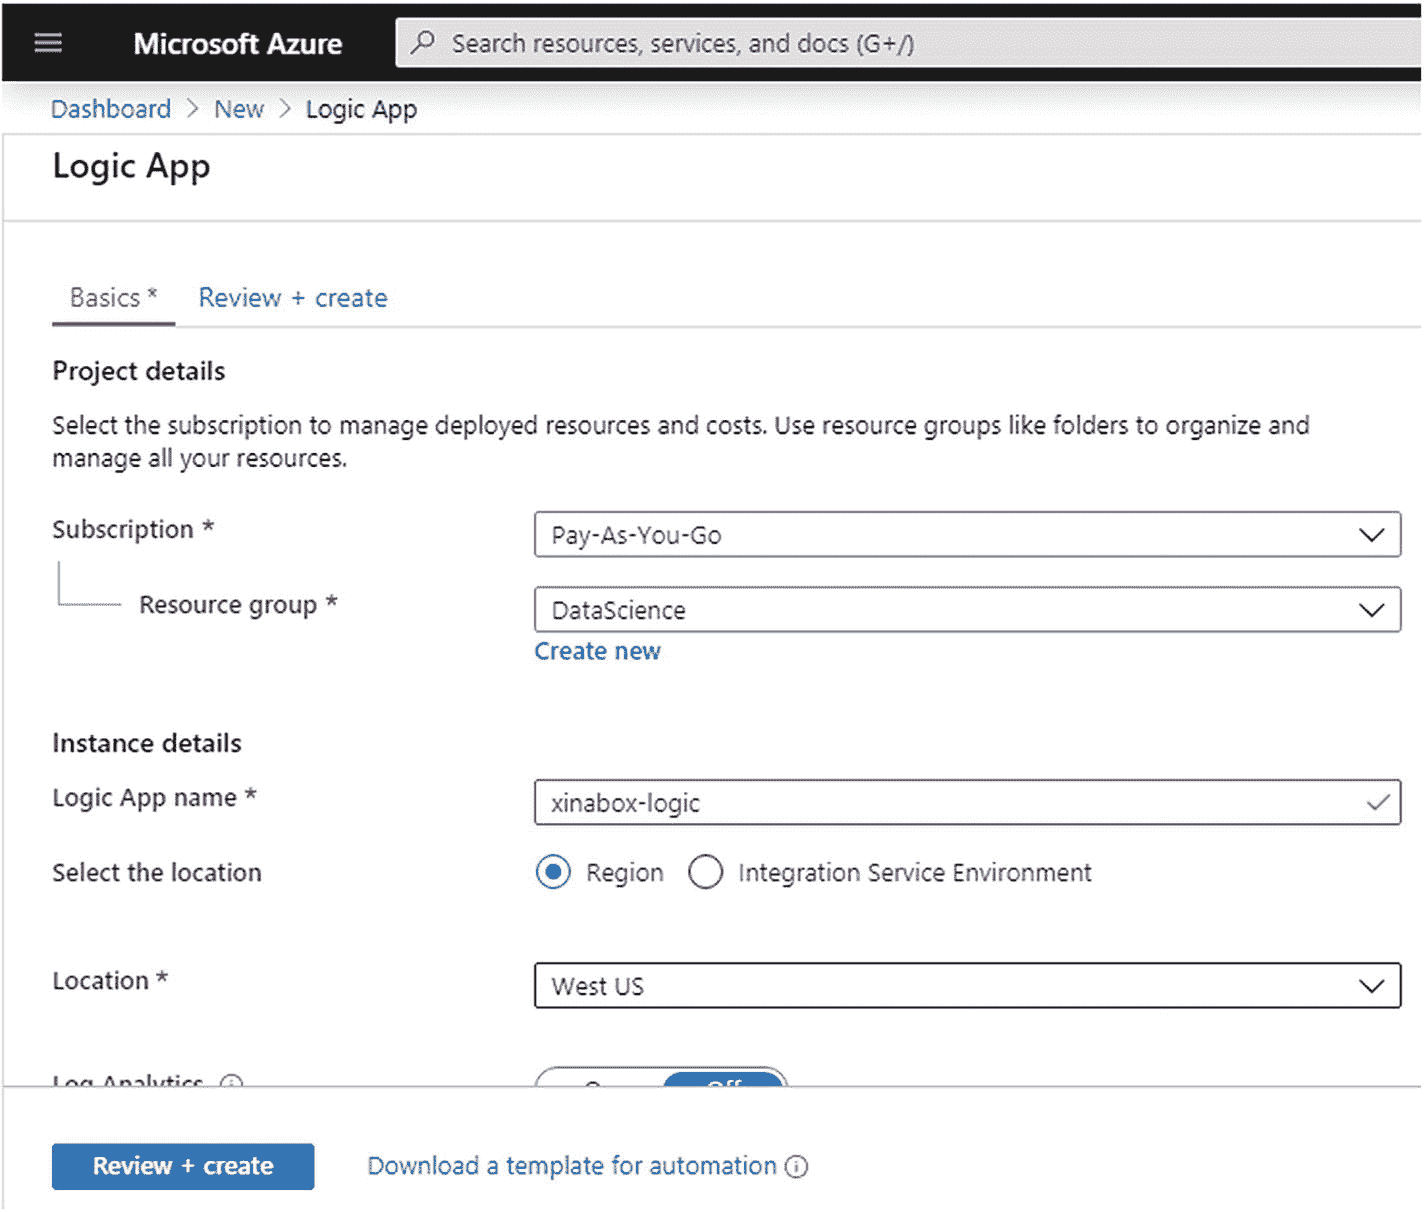 Microsoft Azure
Search resources, services, and docs (G+/)
Dashboard > New > Logic App
Logic App
Basics * Review + create
Project details
Select the subscription to manage deployed resources and costs. Use resource groups like folders to organize and
manage all your resources.
Subscription * Pay-As-You-Go
Resource group * DataScience
Create new
Instance details
Logic App name * xinabox-logic
Select the location Region Integration Service Environment
Location * West US
Log Analytics Off
Review + create Download a template for automation